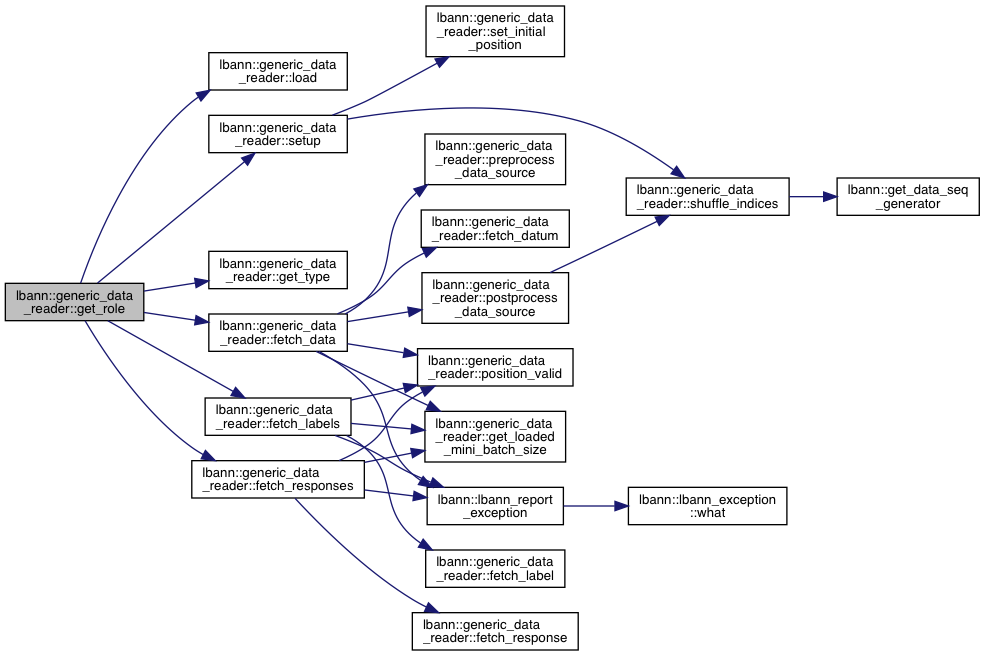 lbann::generic_data
_reader::set_initial
_position
lbann::generic_data
_reader::load
lbann::generic_data
_reader::setup
lbann::generic_data
_reader::preprocess
_data_source
lbann::generic_data
_reader::shuffle_indices
lbann::get_data_seq
_generator
lbann::generic_data
_reader::fetch_datum
lbann::generic_data
_reader::get_type
lbann::generic_data
_reader::postprocess
_data_source
lbann::generic_data
_reader::get_role
lbann::generic_data
_reader::fetch_data
lbann::generic_data
_reader::position_valid
lbann::generic_data
_reader::fetch_labels
lbann::generic_data
_reader::get_loaded
_mini_batch_size
lbann::generic_data
_reader::fetch_responses
lbann::lbann_report
_exception
lbann::lbann_exception
::what
lbann::generic_data
_reader::fetch_label
lbann::generic_data
_reader::fetch_response